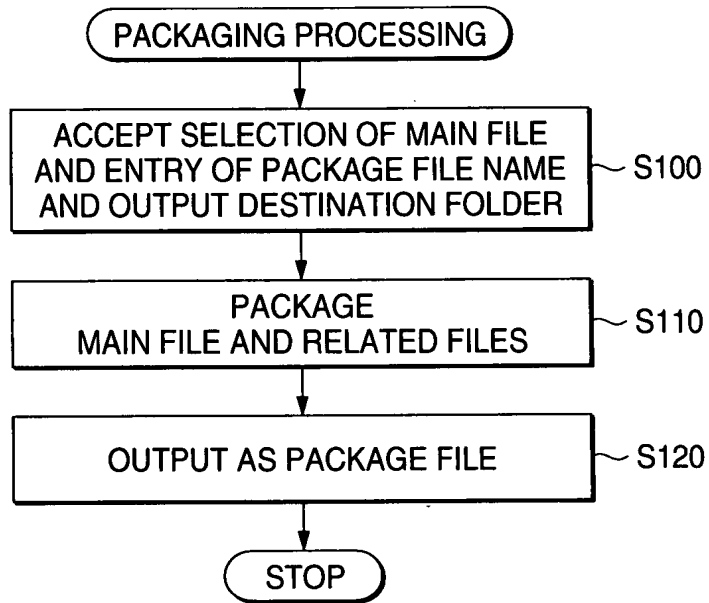 PACKAGING PROCESSING
ACCEPT SELECTION OF MAIN FILE
AND ENTRY OF PACKAGE FILE NAME
AND OUTPUT DESTINATION FOLDER
S100
PACKAGE
MAIN FILE AND RELATED FILES
S110
OUTPUT AS PACKAGE FILE
S120
STOP